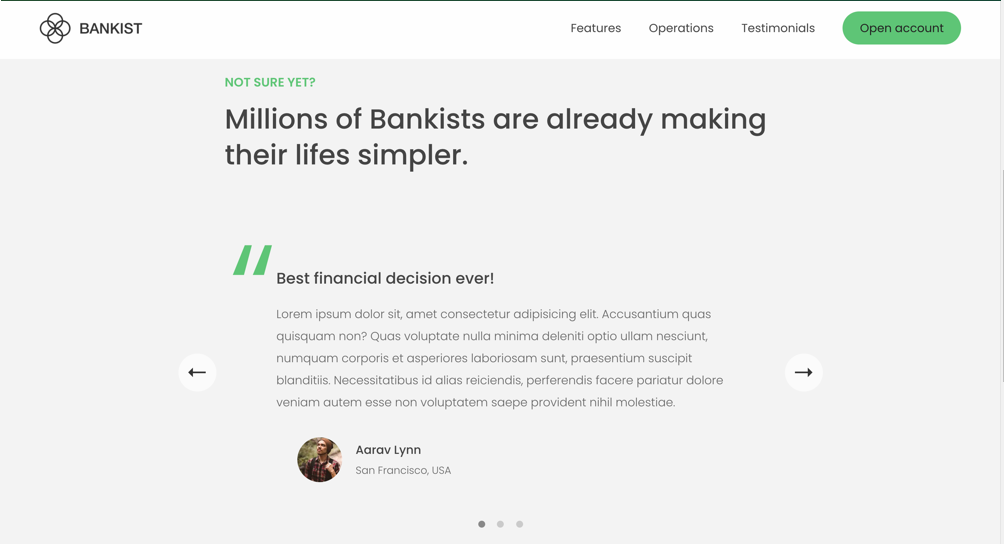 BANKIST
Features
Operations
Testimonials
Open account
NOT SURE YET?
Millions of Bankists are already making
their lifes simpler.
Best financial decision ever!
Lorem ipsum dolor sit, amet consectetur adipisicing elit. Accusantium quas
quisquam non? Quas voluptate nulla minima deleniti optio ullam nesciunt,
numquam corporis et asperiores laboriosam sunt, praesentium suscipit
blanditiis. Necessitatibus id alias reiciendis, perferendis facere pariatur dolore
veniam autem esse non voluptatem saepe provident nihil molestiae.
Aarav Lynn
San Francisco, USA